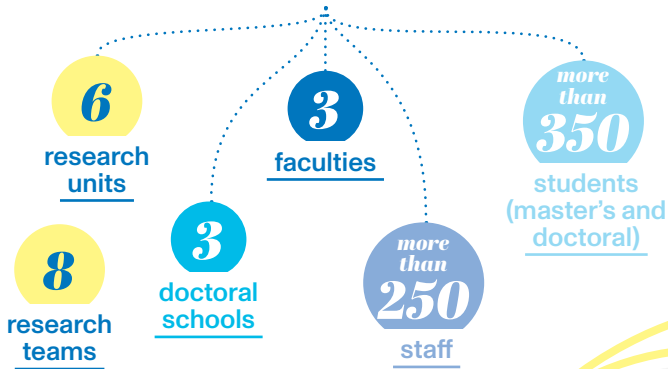 6
research
units
8
research
teams
3
doctoral
schools
3
faculties
more
than
250
staff
more
than
350
students
(master's and
doctoral)